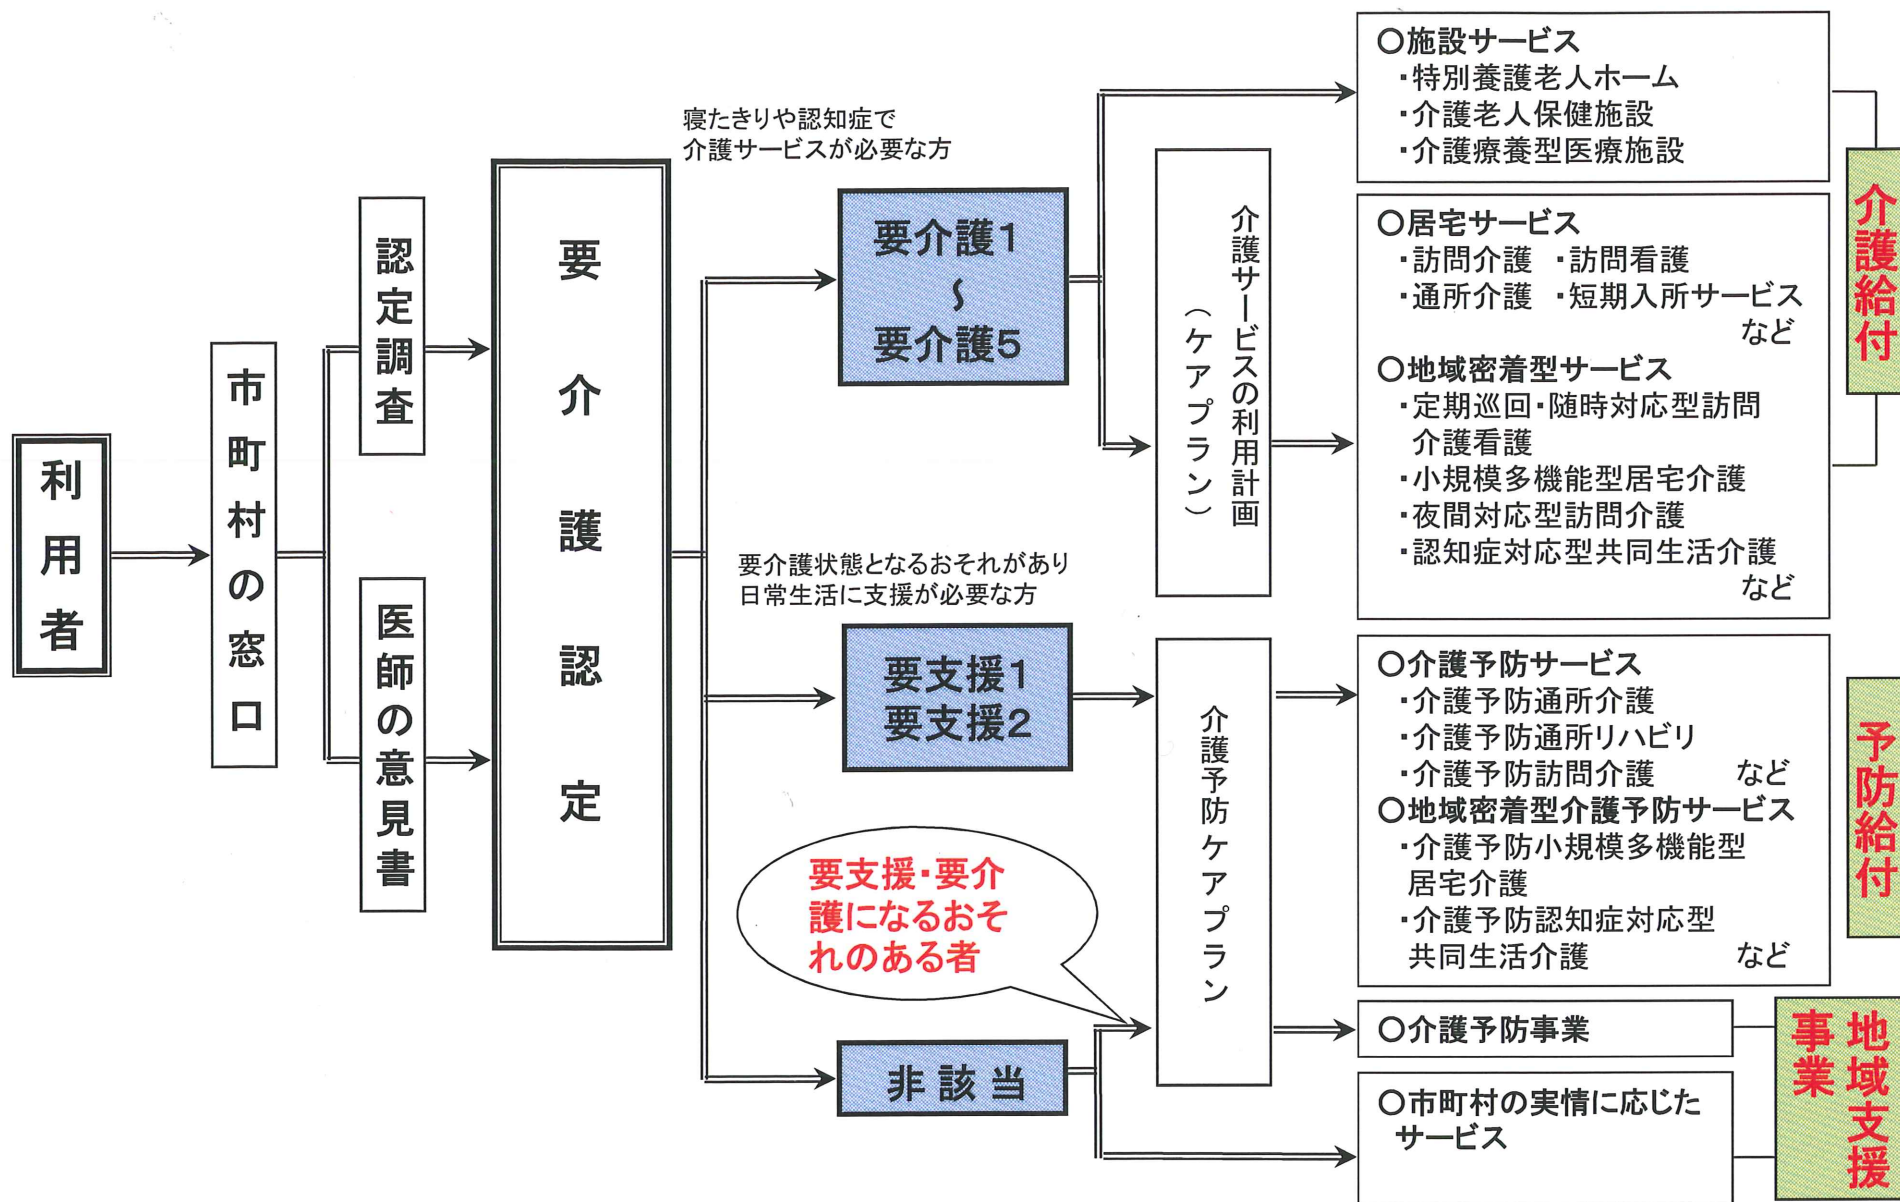 利用者
市町村の窓口
認定調査
医師の意見書
要介護認定
寝たきりや認知症で
介護サービスが必要な方
要介護1
〜
要介護5
介護サービスの利用計画
(ケアプラン)
○施設サービス
・特別養護老人ホーム
・介護老人保健施設
・介護療養型医療施設
○居宅サービス
・訪問介護 ・訪問看護
・通所介護 ・短期入所サービス
など
○地域密着型サービス
・定期巡回・随時対応型訪問
介護看護
・小規模多機能型居宅介護
・夜間対応型訪問介護
・認知症対応型共同生活介護
など
介護給付
要介護状態となるおそれがあり
日常生活に支援が必要な方
要支援1
要支援2
介護予防ケアプラン
○介護予防サービス
・介護予防通所介護
・介護予防通所リハビリ
・介護予防訪問介護 など
○地域密着型介護予防サービス
・介護予防小規模多機能型
居宅介護
・介護予防認知症対応型
共同生活介護 など
予防給付
要支援・要介
護になるおそ
れのある者
非該当
○介護予防事業
○市町村の実情に応じた
サービス
地域支援
事業